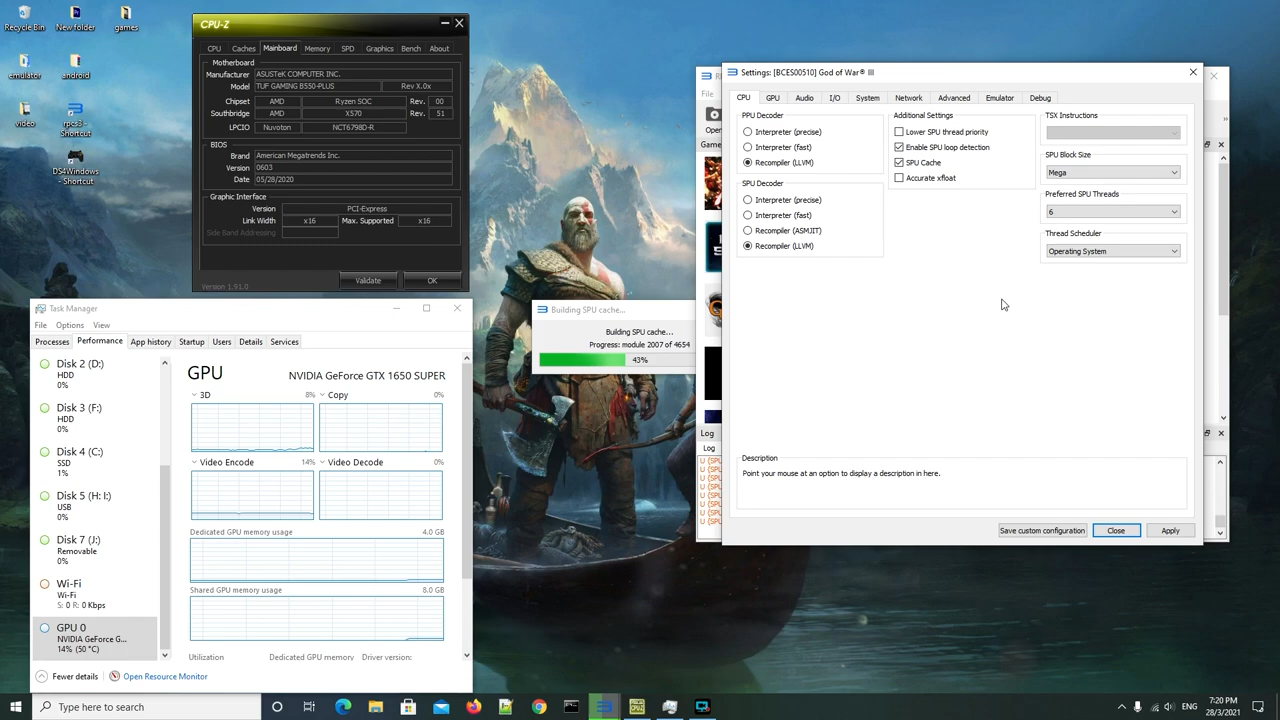 Recycle Bin
New folder
games
emulator
android
video
rpcs3 -
Shortcut
DS4Windows
- Shortcut
CPU-Z
CPU Caches Mainboard Memory SPD Graphics Bench About
Motherboard
Manufacturer ASUSTeK COMPUTER INC.
Model TUF GAMING B550-PLUS Rev X.0x
Chipset AMD Ryzen SOC Rev. 00
Southbridge AMD X570 Rev. 51
LPCIO Nuvoton NCT6798D-R
BIOS
Brand American Megatrends Inc.
Version 0603
Date 05/28/2020
Graphic Interface
Version PCI-Express
Link Width x16 Max. Supported x16
Side Band Addressing
Version 1.91.0 Validate OK
Task Manager
File Options View
Processes Performance App history Startup Users Details Services
Disk 2 (D:)
HDD
0%
Disk 3 (F:)
HDD
0%
Disk 4 (C:)
SSD
1%
Disk 5 (H: I:)
USB
0%
Disk 7 (J:)
Removable
0%
Wi-Fi
Wi-Fi
S: 0 R: 0 Kbps
GPU 0
NVIDIA GeForce G...
14% (50 °C)
GPU NVIDIA GeForce GTX 1650 SUPER
3D 8% Copy 0%
Video Encode 14% Video Decode 0%
Dedicated GPU memory usage 4.0 GB
Shared GPU memory usage 8.0 GB
Utilization Dedicated GPU memory Driver version:
Fewer details Open Resource Monitor
Building SPU cache...
Building SPU cache...
Progress: module 2007 of 4654
43%
File
Open
Log
Log
Settings: [BCES00510] God of War® III
CPU GPU Audio I/O System Network Advanced Emulator Debug
PPU Decoder
Interpreter (precise)
Interpreter (fast)
Recompiler (LLVM)
SPU Decoder
Interpreter (precise)
Interpreter (fast)
Recompiler (ASMJIT)
Recompiler (LLVM)
Additional Settings
Lower SPU thread priority
Enable SPU loop detection
SPU Cache
Accurate xfloat
TSX Instructions
SPU Block Size
Mega
Preferred SPU Threads
6
Thread Scheduler
Operating System
Description
Point your mouse at an option to display a description in here.
Save custom configuration Close Apply
Type here to search
ENG
7:20 PM
28/3/2021